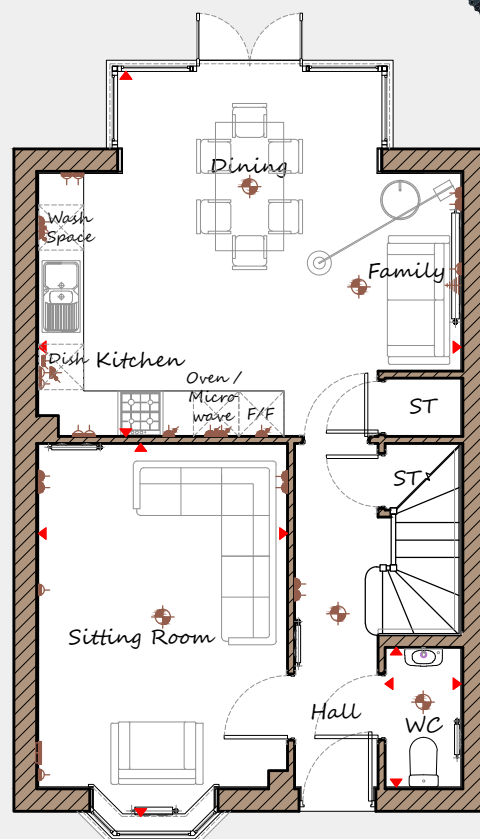 Dining
Wash
Space
Family
Dish
Kitchen
Oven /
Micro
wave
F/F
ST
ST
Sitting Room
Hall
WC